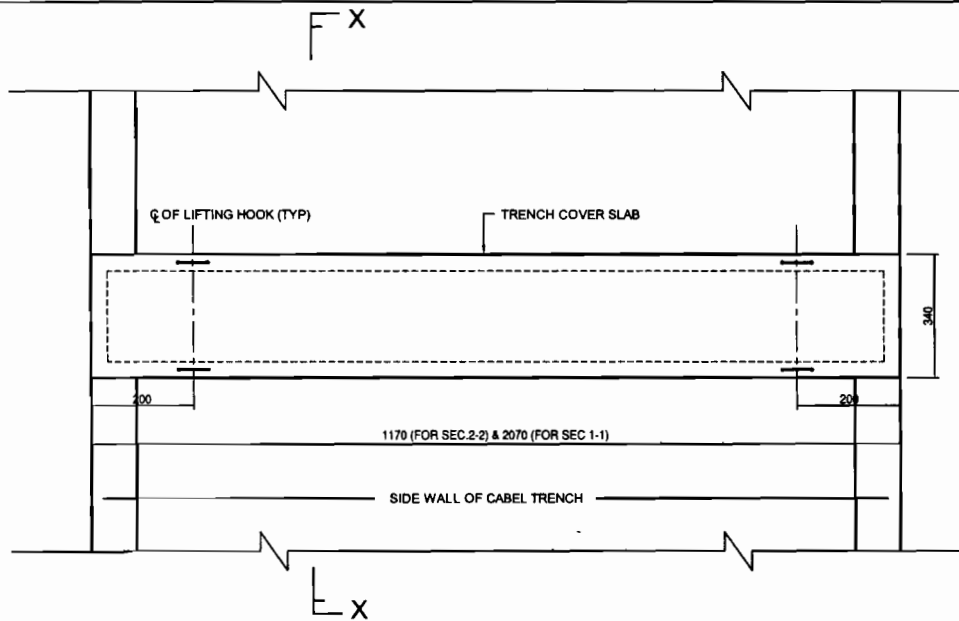 X
℄ OF LIFTING HOOK (TYP)
TRENCH COVER SLAB
340
200
200
1170 (FOR SEC.2-2) & 2070 (FOR SEC 1-1)
SIDE WALL OF CABEL TRENCH
X